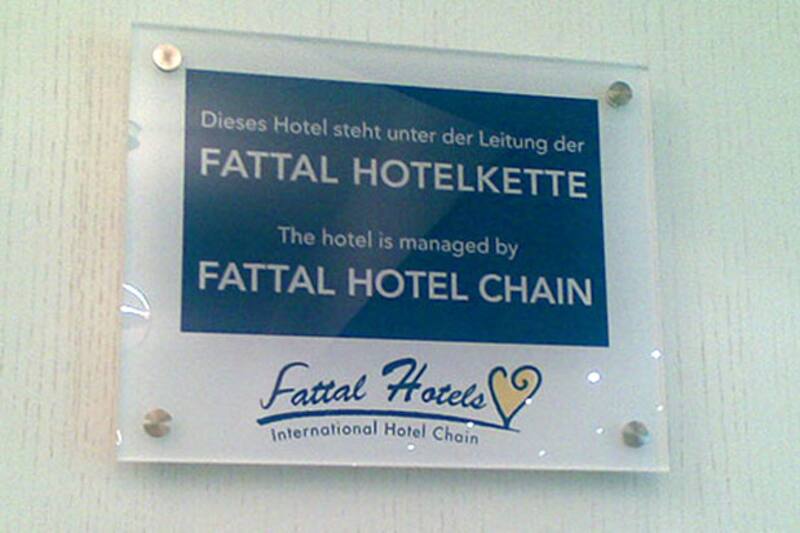 Dieses Hotel steht unter der Leitung der
FATTAL HOTELKETTE
The hotel is managed by
FATTAL HOTEL CHAIN
Fattal Hotels
International Hotel Chain